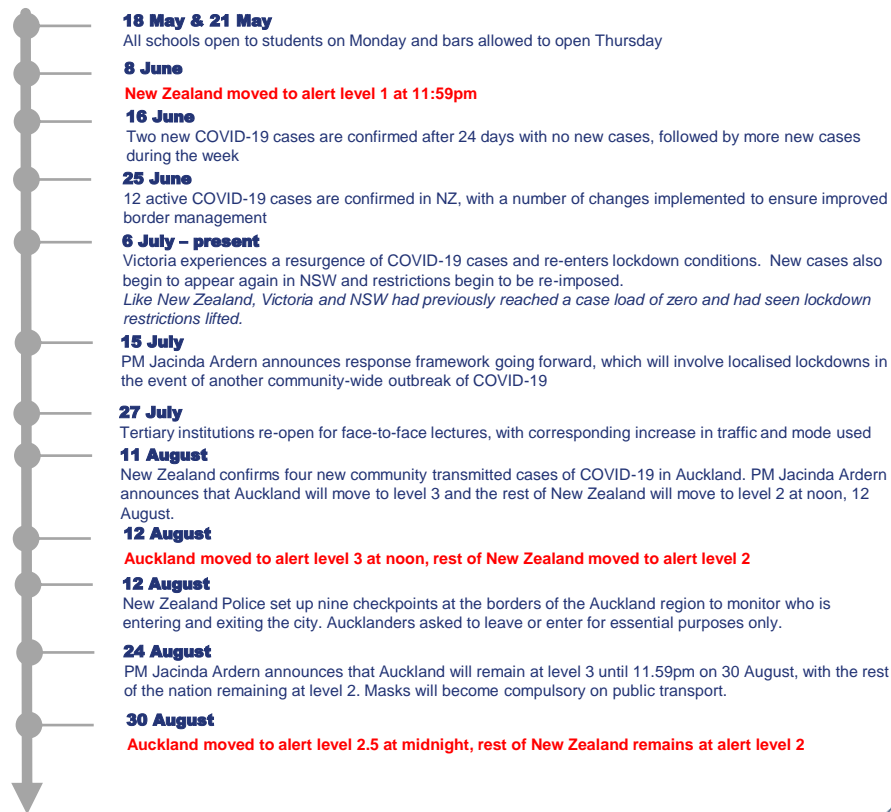 18 May & 21 May
All schools open to students on Monday and bars allowed to open Thursday
8 June
New Zealand moved to alert level 1 at 11:59pm
16 June
Two new COVID-19 cases are confirmed after 24 days with no new cases, followed by more new cases
during the week
25 June
12 active COVID-19 cases are confirmed in NZ, with a number of changes implemented to ensure improved
border management
6 July – present
Victoria experiences a resurgence of COVID-19 cases and re-enters lockdown conditions.  New cases also
begin to appear again in NSW and restrictions begin to be re-imposed.
Like New Zealand, Victoria and NSW had previously reached a case load of zero and had seen lockdown
restrictions lifted.
15 July
PM Jacinda Ardern announces response framework going forward, which will involve localised lockdowns in
the event of another community-wide outbreak of COVID-19
27 July
Tertiary institutions re-open for face-to-face lectures, with corresponding increase in traffic and mode used
11 August
New Zealand confirms four new community transmitted cases of COVID-19 in Auckland. PM Jacinda Ardern
announces that Auckland will move to level 3 and the rest of New Zealand will move to level 2 at noon, 12
August.
12 August
Auckland moved to alert level 3 at noon, rest of New Zealand moved to alert level 2
12 August
New Zealand Police set up nine checkpoints at the borders of the Auckland region to monitor who is
entering and exiting the city. Aucklanders asked to leave or enter for essential purposes only.
24 August
PM Jacinda Ardern announces that Auckland will remain at level 3 until 11.59pm on 30 August, with the rest
of the nation remaining at level 2. Masks will become compulsory on public transport.
30 August
Auckland moved to alert level 2.5 at midnight, rest of New Zealand remains at alert level 2